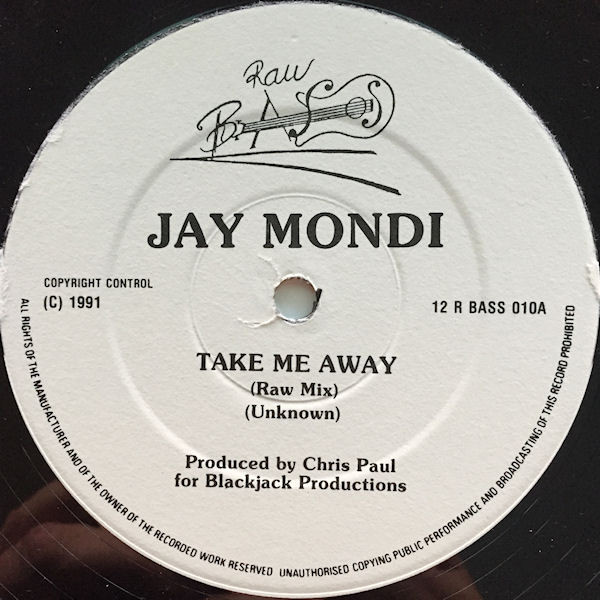 Raw
BASS
JAY MONDI
COPYRIGHT CONTROL
(C) 1991
12 R BASS 010A
TAKE ME AWAY
(Raw Mix)
(Unknown)
Produced by Chris Paul
for Blackjack Productions
ALL RIGHTS OF THE MANUFACTURER AND OF THE OWNER OF THE RECORDED WORK RESERVED UNAUTHORISED COPYING PUBLIC PERFORMANCE AND BROADCASTING OF THIS RECORD PROHIBITED